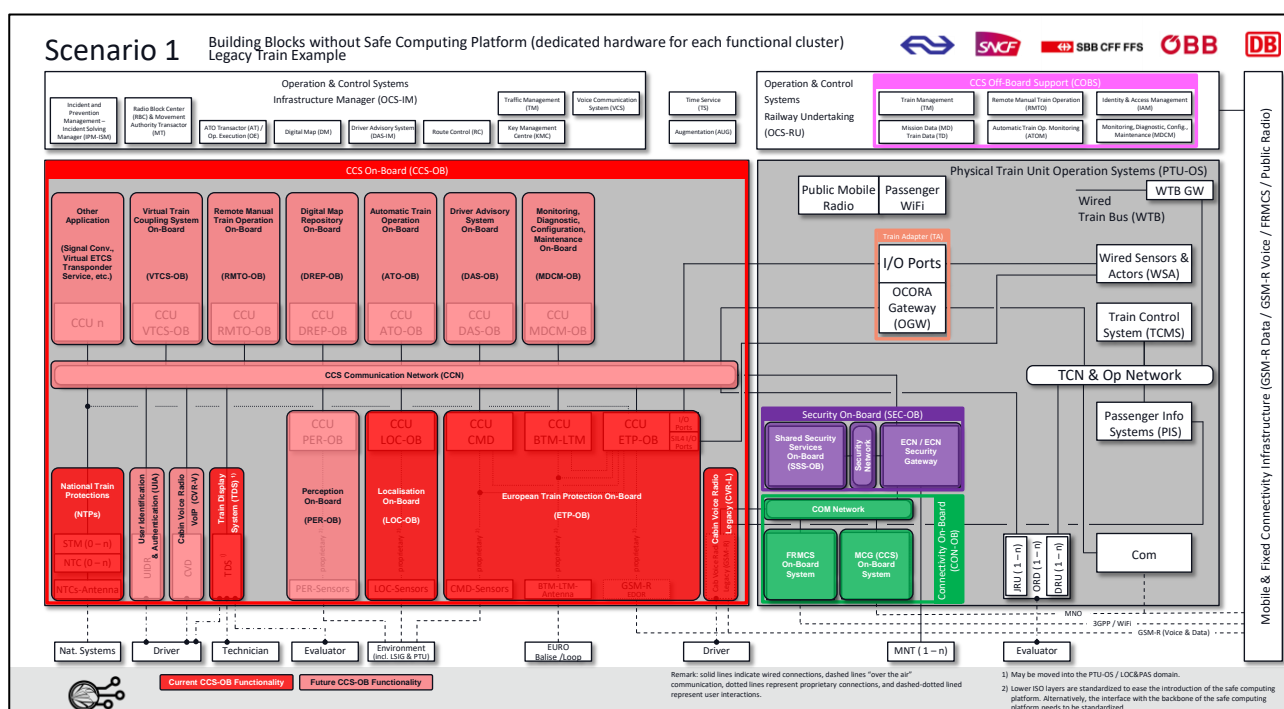 Scenario 1
Building Blocks without Safe Computing Platform (dedicated hardware for each functional cluster)
Legacy Train Example
SNCF
SBB CFF FFS
ÖBB
DB
Operation & Control Systems
Infrastructure Manager (OCS-IM)
Incident and
Prevention
Management –
Incident Solving
Manager (IPM-ISM)
Radio Block Center
(RBC) & Movement
Authority Transactor
(MT)
ATO Transactor (AT) /
Op. Execution (OE)
Digital Map (DM)
Driver Advisory System
(DAS-IM)
Route Control (RC)
Traffic Management
(TM)
Key Management
Centre (KMC)
Voice Communication
System (VCS)
Time Service
(TS)
Augmentation (AUG)
Operation & Control
Systems
Railway Undertaking
(OCS-RU)
CCS Off-Board Support (COBS)
Train Management
(TM)
Remote Manual Train Operation
(RMTO)
Identity & Access Management
(IAM)
Mission Data (MD)
Train Data (TD)
Automatic Train Op. Monitoring
(ATOM)
Monitoring, Diagnostic, Config.,
Maintenance (MDCM)
Mobile & Fixed Connectivity Infrastructure (GSM-R Data / GSM-R Voice / FRMCS / Public Radio)
CCS On-Board (CCS-OB)
Other
Application
(Signal Conv.,
Virtual ETCS
Transponder
Service, etc.)
CCU n
Virtual Train
Coupling System
On-Board
(VTCS-OB)
CCU
VTCS-OB
Remote Manual
Train Operation
On-Board
(RMTO-OB)
CCU
RMTO-OB
Digital Map
Repository
On-Board
(DREP-OB)
CCU
DREP-OB
Automatic Train
Operation
On-Board
(ATO-OB)
CCU
ATO-OB
Driver Advisory
System
On-Board
(DAS-OB)
CCU
DAS-OB
Monitoring,
Diagnostic,
Configuration,
Maintenance
On-Board
(MDCM-OB)
CCU
MDCM-OB
CCS Communication Network (CCN)
National Train
Protections
(NTPs)
STM (0 – n)
NTC (0 – n)
NTCs-Antenna
User Identification
& Authentication (UIA)
UIDR
Cabin Voice Radio
VoIP (CVR-V)
CVD
Train Display
System (TDS) 1)
TDS
CCU
PER-OB
Perception
On-Board
(PER-OB)
proprietary
PER-Sensors
CCU
LOC-OB
Localisation
On-Board
(LOC-OB)
proprietary
LOC-Sensors
CCU
CMD
CCU
BTM-LTM
CCU
ETP-OB
I/O
Ports
SIL4 I/O
Ports
European Train Protection On-Board
(ETP-OB)
proprietary
CMD-Sensors
proprietary
BTM-LTM-
Antenna
proprietary
GSM-R
EDOR
Cabin Voice Radio
Legacy (CVR-L)
Cab Voice Radio
Legacy (GSM-R)
Physical Train Unit Operation Systems (PTU-OS)
Public Mobile
Radio
Passenger
WiFi
WTB GW
Wired
Train Bus (WTB)
Train Adapter (TA)
I/O Ports
OCORA
Gateway
(OGW)
Wired Sensors &
Actors (WSA)
Train Control
System (TCMS)
TCN & Op Network
Passenger Info
Systems (PIS)
Security On-Board (SEC-OB)
Shared Security
Services
On-Board
(SSS-OB)
Security
Network
ECN / ECN
Security
Gateway
COM Network
FRMCS
On-Board
System
MCG (CCS)
On-Board
System
Connectivity On-Board
(CON-OB)
JRU (1 – n)
ORD (1 – n)
DRU (1 – n)
Com
MNO
3GPP / WiFi
GSM-R (Voice & Data)
Nat. Systems
Driver
Technician
Evaluator
Environment
(incl. LSIG & PTU)
EURO
Balise /Loop
Driver
MNT (1 – n)
Evaluator
Current CCS-OB Functionality
Future CCS-OB Functionality
Remark: solid lines indicate wired connections, dashed lines "over the air"
communication, dotted lines represent proprietary connections, and dashed-dotted lined
represent user interactions.
1) May be moved into the PTU-OS / LOC&PAS domain.
2) Lower ISO layers are standardized to ease the introduction of the safe computing
platform. Alternatively, the interface with the backbone of the safe computing
platform needs to be standardized.